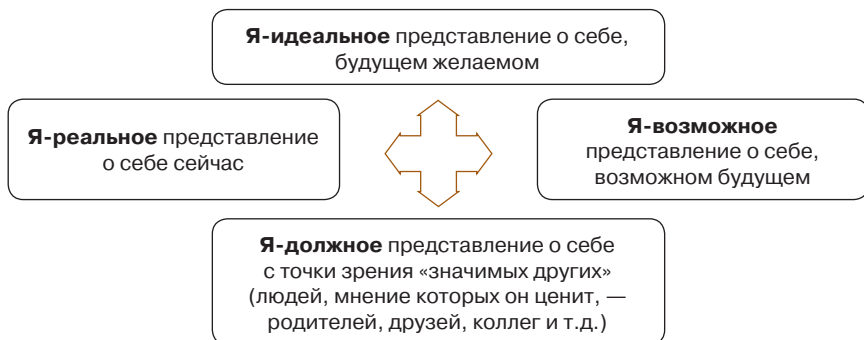 Я-идеальное представление о себе,
будущем желаемом
Я-реальное представление
о себе сейчас
Я-возможное
представление о себе,
возможном будущем
Я-должное представление о себе
с точки зрения «значимых других»
(людей, мнение которых он ценит, —
родителей, друзей, коллег и т.д.)